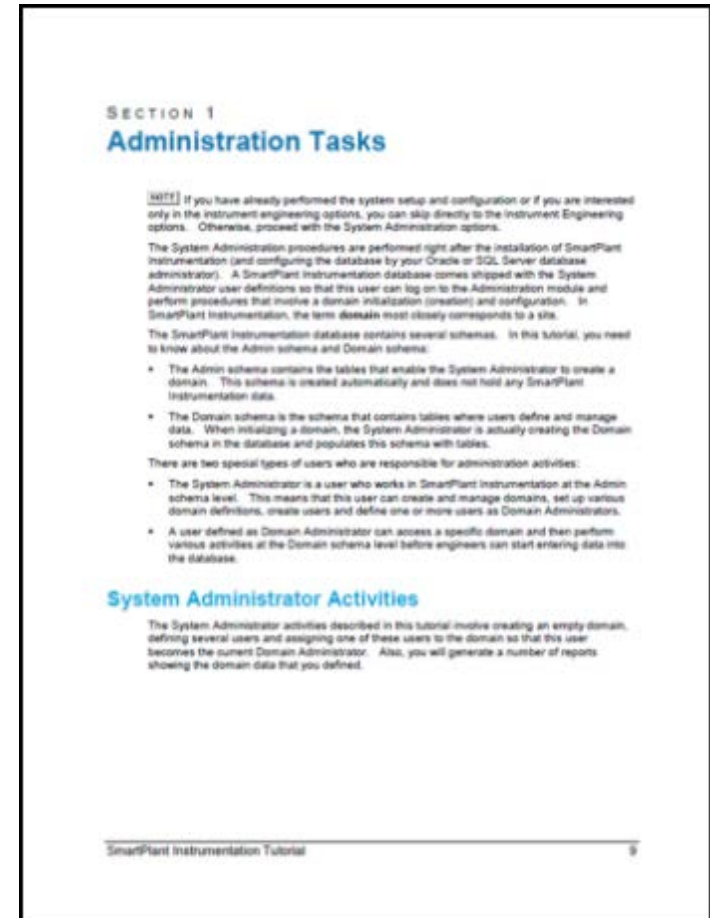 SECTION 1
Administration Tasks
NOTE If you have already performed the system setup and configuration or if you are interested
only in the instrument engineering options, you can skip directly to the Instrument Engineering
options. Otherwise, proceed with the System Administration options.
The System Administration procedures are performed right after the installation of SmartPlant
Instrumentation (and configuring the database by your Oracle or SQL Server database
administrator). A SmartPlant Instrumentation database comes shipped with the System
Administrator user definitions so that this user can log on to the Administration module and
perform procedures that involve a domain initialization (creation) and configuration. In
SmartPlant Instrumentation, the term domain most closely corresponds to a site.
The SmartPlant Instrumentation database contains several schemas. In this tutorial, you need
to know about the Admin schema and Domain schema:
• The Admin schema contains the tables that enable the System Administrator to create a
domain. This schema is created automatically and does not hold any SmartPlant
Instrumentation data.
• The Domain schema is the schema that contains tables where users define and manage
data. When initializing a domain, the System Administrator is actually creating the Domain
schema in the database and populates this schema with tables.
There are two special types of users who are responsible for administration activities:
• The System Administrator is a user who works in SmartPlant Instrumentation at the Admin
schema level. This means that this user can create and manage domains, set up various
domain definitions, create users and define one or more users as Domain Administrators.
• A user defined as Domain Administrator can access a specific domain and then perform
various activities at the Domain schema level before engineers can start entering data into
the database.
System Administrator Activities
The System Administrator activities described in this tutorial involve creating an empty domain,
defining several users and assigning one of these users to the domain so that this user
becomes the current Domain Administrator. Also, you will generate a number of reports
showing the domain data that you defined.
SmartPlant Instrumentation Tutorial 9